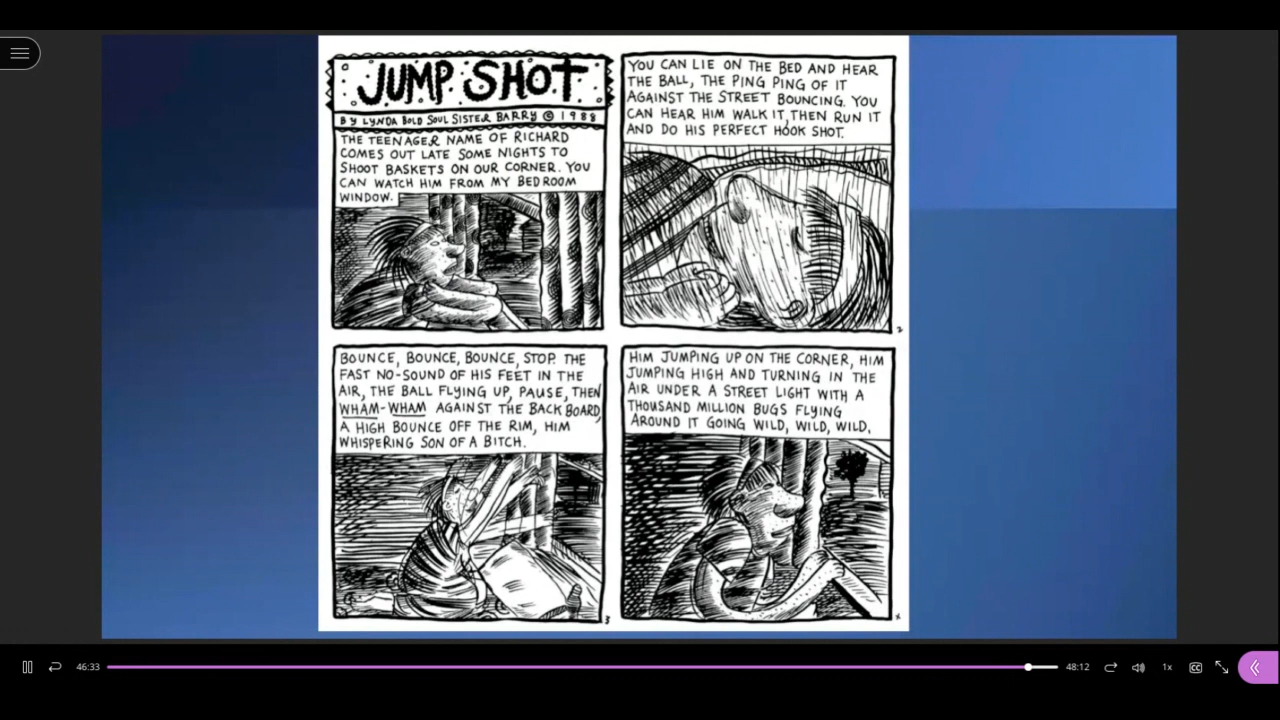 JUMP SHOT
BY LYNDA BOLD SOUL SISTER BARRY © 1988
THE TEENAGER NAME OF RICHARD
COMES OUT LATE SOME NIGHTS TO
SHOOT BASKETS ON OUR CORNER. YOU
CAN WATCH HIM FROM MY BEDROOM
WINDOW.
YOU CAN LIE ON THE BED AND HEAR
THE BALL, THE PING PING OF IT
AGAINST THE STREET BOUNCING. YOU
CAN HEAR HIM WALK IT, THEN RUN IT
AND DO HIS PERFECT HOOK SHOT.
2
BOUNCE, BOUNCE, BOUNCE, STOP. THE
FAST NO-SOUND OF HIS FEET IN THE
AIR, THE BALL FLYING UP, PAUSE, THEN
WHAM-WHAM AGAINST THE BACK BOARD,
A HIGH BOUNCE OFF THE RIM, HIM
WHISPERING SON OF A BITCH.
3
HIM JUMPING UP ON THE CORNER, HIM
JUMPING HIGH AND TURNING IN THE
AIR UNDER A STREET LIGHT WITH A
THOUSAND MILLION BUGS FLYING
AROUND IT GOING WILD, WILD, WILD.
x
46:33
48:12
1x
CC